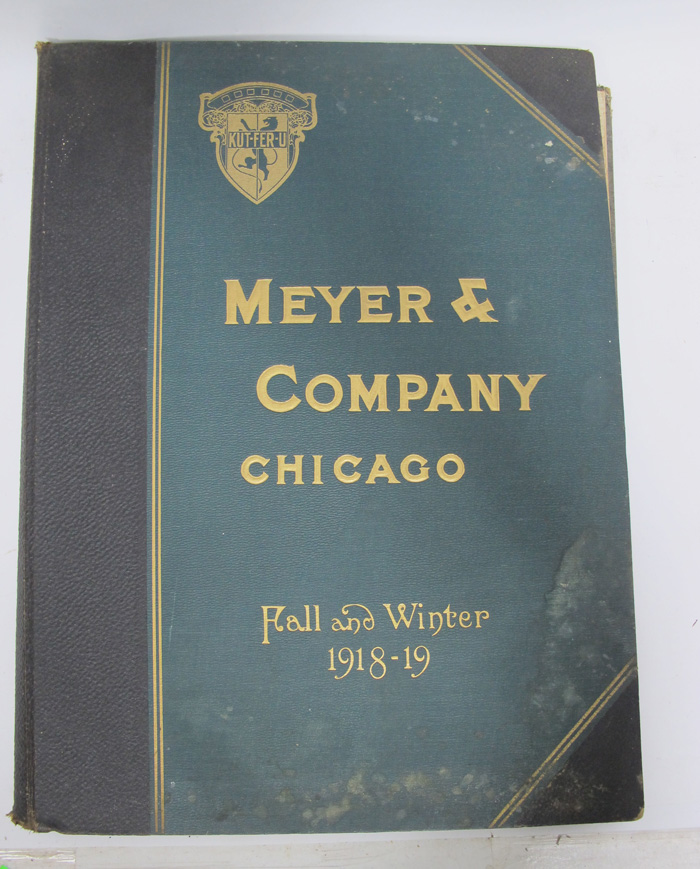 KUT-FER-U
MEYER &
COMPANY
CHICAGO
Fall and Winter
1918-19